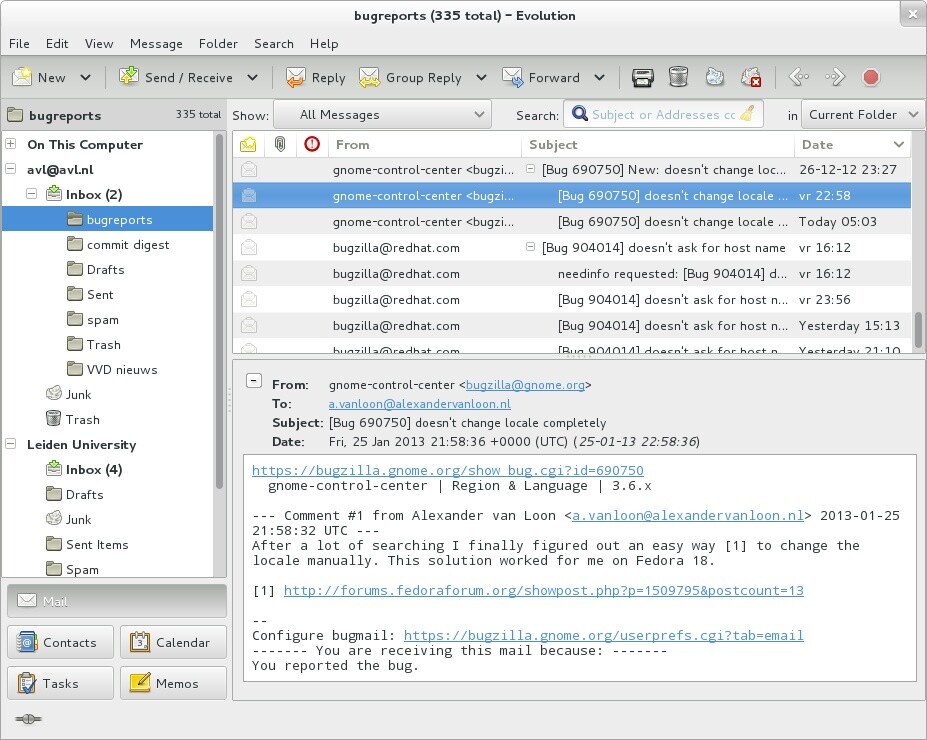 bugreports (335 total) – Evolution
File Edit View Message Folder Search Help
New Send / Receive Reply Group Reply Forward
bugreports 335 total
Show: All Messages Search: Subject or Addresses cc in Current Folder
On This Computer
avl@avl.nl
Inbox (2)
bugreports
commit digest
Drafts
Sent
spam
Trash
VVD nieuws
Junk
Trash
Leiden University
Inbox (4)
Drafts
Junk
Sent Items
Spam
Mail
Contacts Calendar
Tasks Memos
From Subject Date
gnome-control-center <bugzi... [Bug 690750] New: doesn't change loc... 26-12-12 23:27
gnome-control-center <bugzi... [Bug 690750] doesn't change locale ... vr 22:58
gnome-control-center <bugzi... [Bug 690750] doesn't change locale ... Today 05:03
bugzilla@redhat.com [Bug 904014] doesn't ask for host name vr 16:12
bugzilla@redhat.com needinfo requested: [Bug 904014] d... vr 16:12
bugzilla@redhat.com [Bug 904014] doesn't ask for host n... vr 23:56
bugzilla@redhat.com [Bug 904014] doesn't ask for host n... Yesterday 15:13
bugzilla@redhat.com [Bug 904014] doesn't ask for host n... Yesterday 21:10
From: gnome-control-center <bugzilla@gnome.org>
To: a.vanloon@alexandervanloon.nl
Subject: [Bug 690750] doesn't change locale completely
Date: Fri, 25 Jan 2013 21:58:36 +0000 (UTC) (25-01-13 22:58:36)
https://bugzilla.gnome.org/show_bug.cgi?id=690750
gnome-control-center | Region & Language | 3.6.x
--- Comment #1 from Alexander van Loon <a.vanloon@alexandervanloon.nl> 2013-01-25
21:58:32 UTC ---
After a lot of searching I finally figured out an easy way [1] to change the
locale manually. This solution worked for me on Fedora 18.
[1] http://forums.fedoraforum.org/showpost.php?p=1509795&postcount=13
--
Configure bugmail: https://bugzilla.gnome.org/userprefs.cgi?tab=email
------- You are receiving this mail because: -------
You reported the bug.